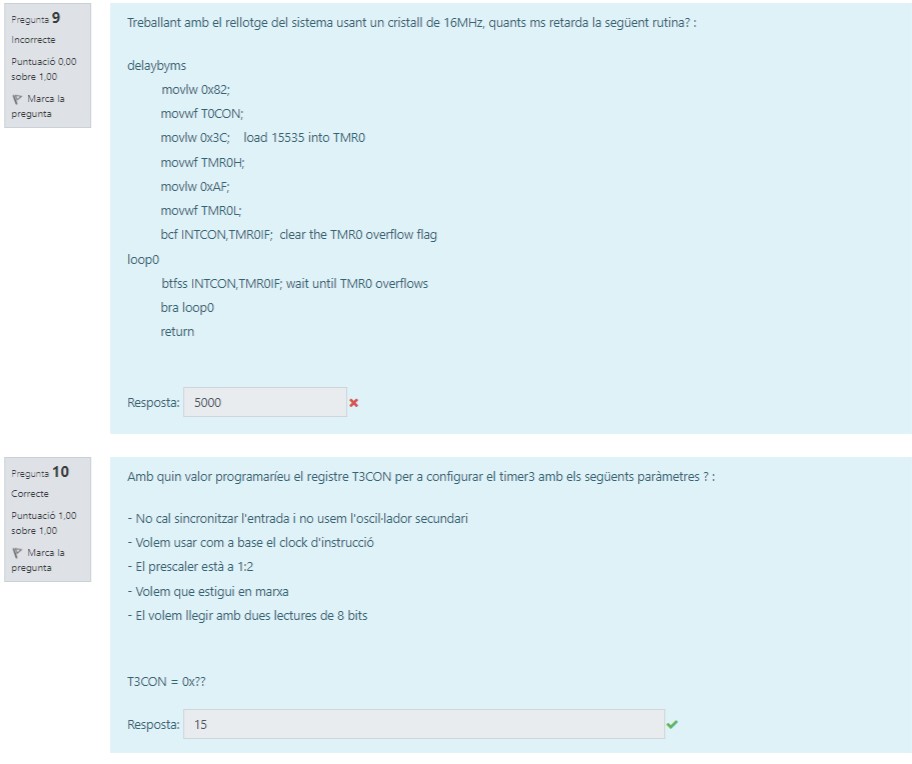 Pregunta 9
Incorrecte
Puntuació 0,00
sobre 1,00
Marca la
pregunta
Treballant amb el rellotge del sistema usant un cristall de 16MHz, quants ms retarda la següent rutina? :
delaybyms
movlw 0x82;
movwf T0CON;
movlw 0x3C; load 15535 into TMR0
movwf TMR0H;
movlw 0xAF;
movwf TMR0L;
bcf INTCON,TMR0IF; clear the TMR0 overflow flag
loop0
btfss INTCON,TMR0IF; wait until TMR0 overflows
bra loop0
return
Resposta: 5000
Pregunta 10
Correcte
Puntuació 1,00
sobre 1,00
Marca la
pregunta
Amb quin valor programaríeu el registre T3CON per a configurar el timer3 amb els següents paràmetres ? :
- No cal sincronitzar l'entrada i no usem l'oscil·lador secundari
- Volem usar com a base el clock d'instrucció
- El prescaler està a 1:2
- Volem que estigui en marxa
- El volem llegir amb dues lectures de 8 bits
T3CON = 0x??
Resposta: 15